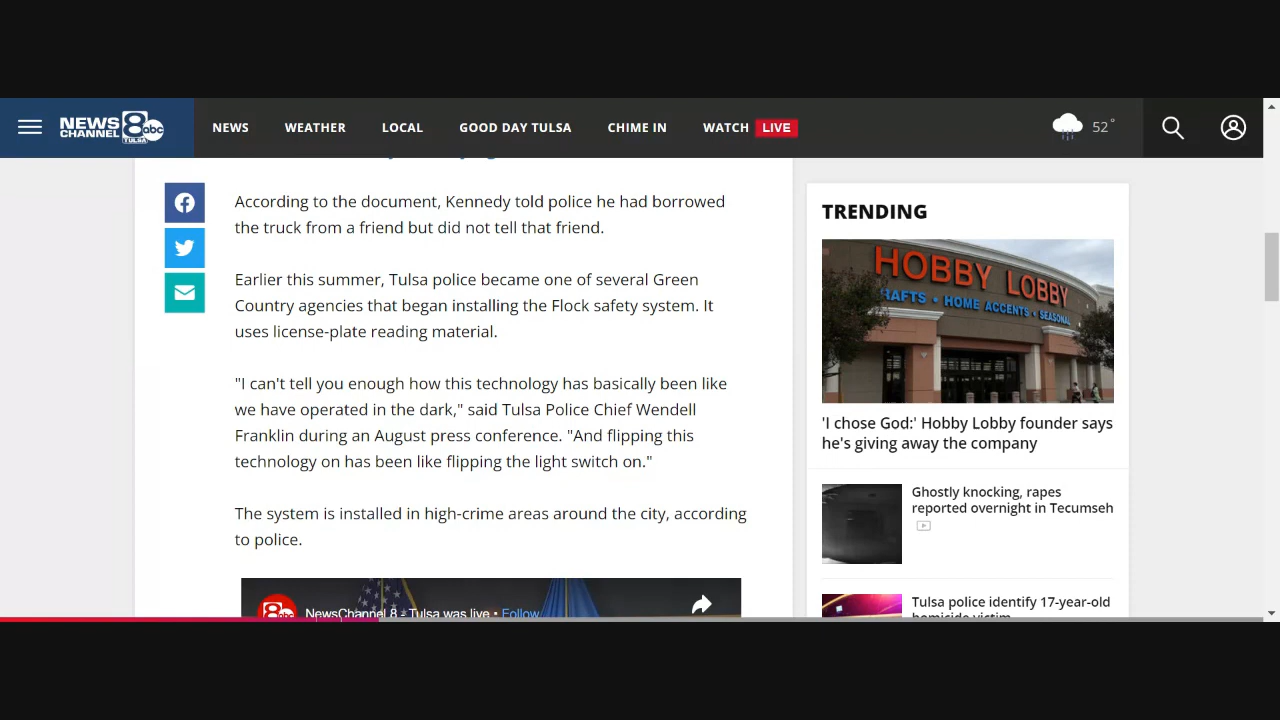 NEWS
CHANNEL 8 abc
TULSA
NEWS WEATHER LOCAL GOOD DAY TULSA CHIME IN WATCH LIVE 52°
According to the document, Kennedy told police he had borrowed
the truck from a friend but did not tell that friend.
Earlier this summer, Tulsa police became one of several Green
Country agencies that began installing the Flock safety system. It
uses license-plate reading material.
"I can't tell you enough how this technology has basically been like
we have operated in the dark," said Tulsa Police Chief Wendell
Franklin during an August press conference. "And flipping this
technology on has been like flipping the light switch on."
The system is installed in high-crime areas around the city, according
to police.
8 abc
NewsChannel 8 - Tulsa was live • Follow
TRENDING
HOBBY LOBBY
CRAFTS • HOME ACCENTS • SEASONAL
'I chose God:' Hobby Lobby founder says
he's giving away the company
Ghostly knocking, rapes
reported overnight in Tecumseh
Tulsa police identify 17-year-old
homicide victim